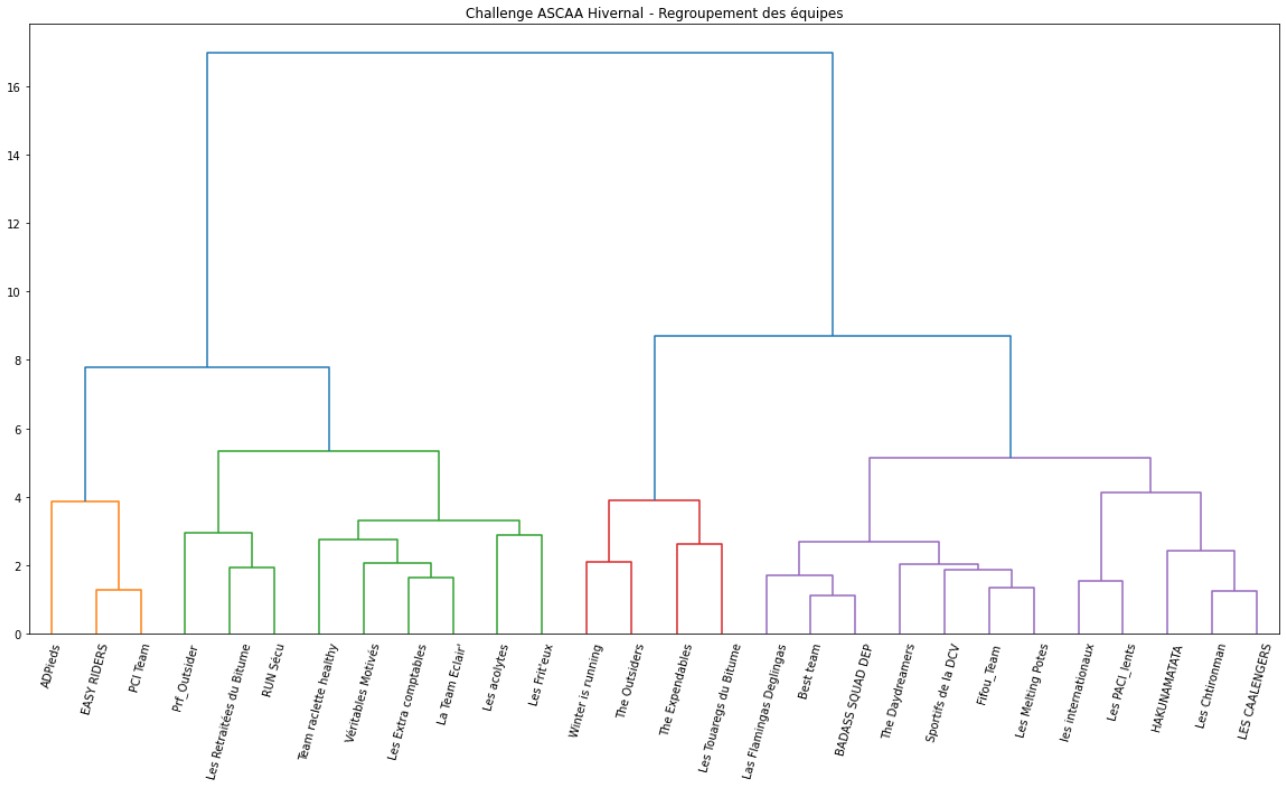 Challenge ASCAA Hivernal - Regroupement des équipes
16
14
12
10
8
6
4
2
0
ADPieds
EASY RIDERS
PCI Team
Prf_Outsider
Les Retraitées du Bitume
RUN Sécu
Team raclette healthy
Véritables Motivés
Les Extra comptables
La Team Eclair'
Les acolytes
Les Frit'eux
Winter is running
The Outsiders
The Expendables
Les Touaregs du Bitume
Las Flamingas Deglingas
Best team
BADASS SQUAD DEP
The Daydreamers
Sportifs de la DCV
Fifou_Team
Les Melting Potes
les internationaux
Les PACI_lents
HAKUNAMATATA
Les Chtironman
LES CAALENGERS